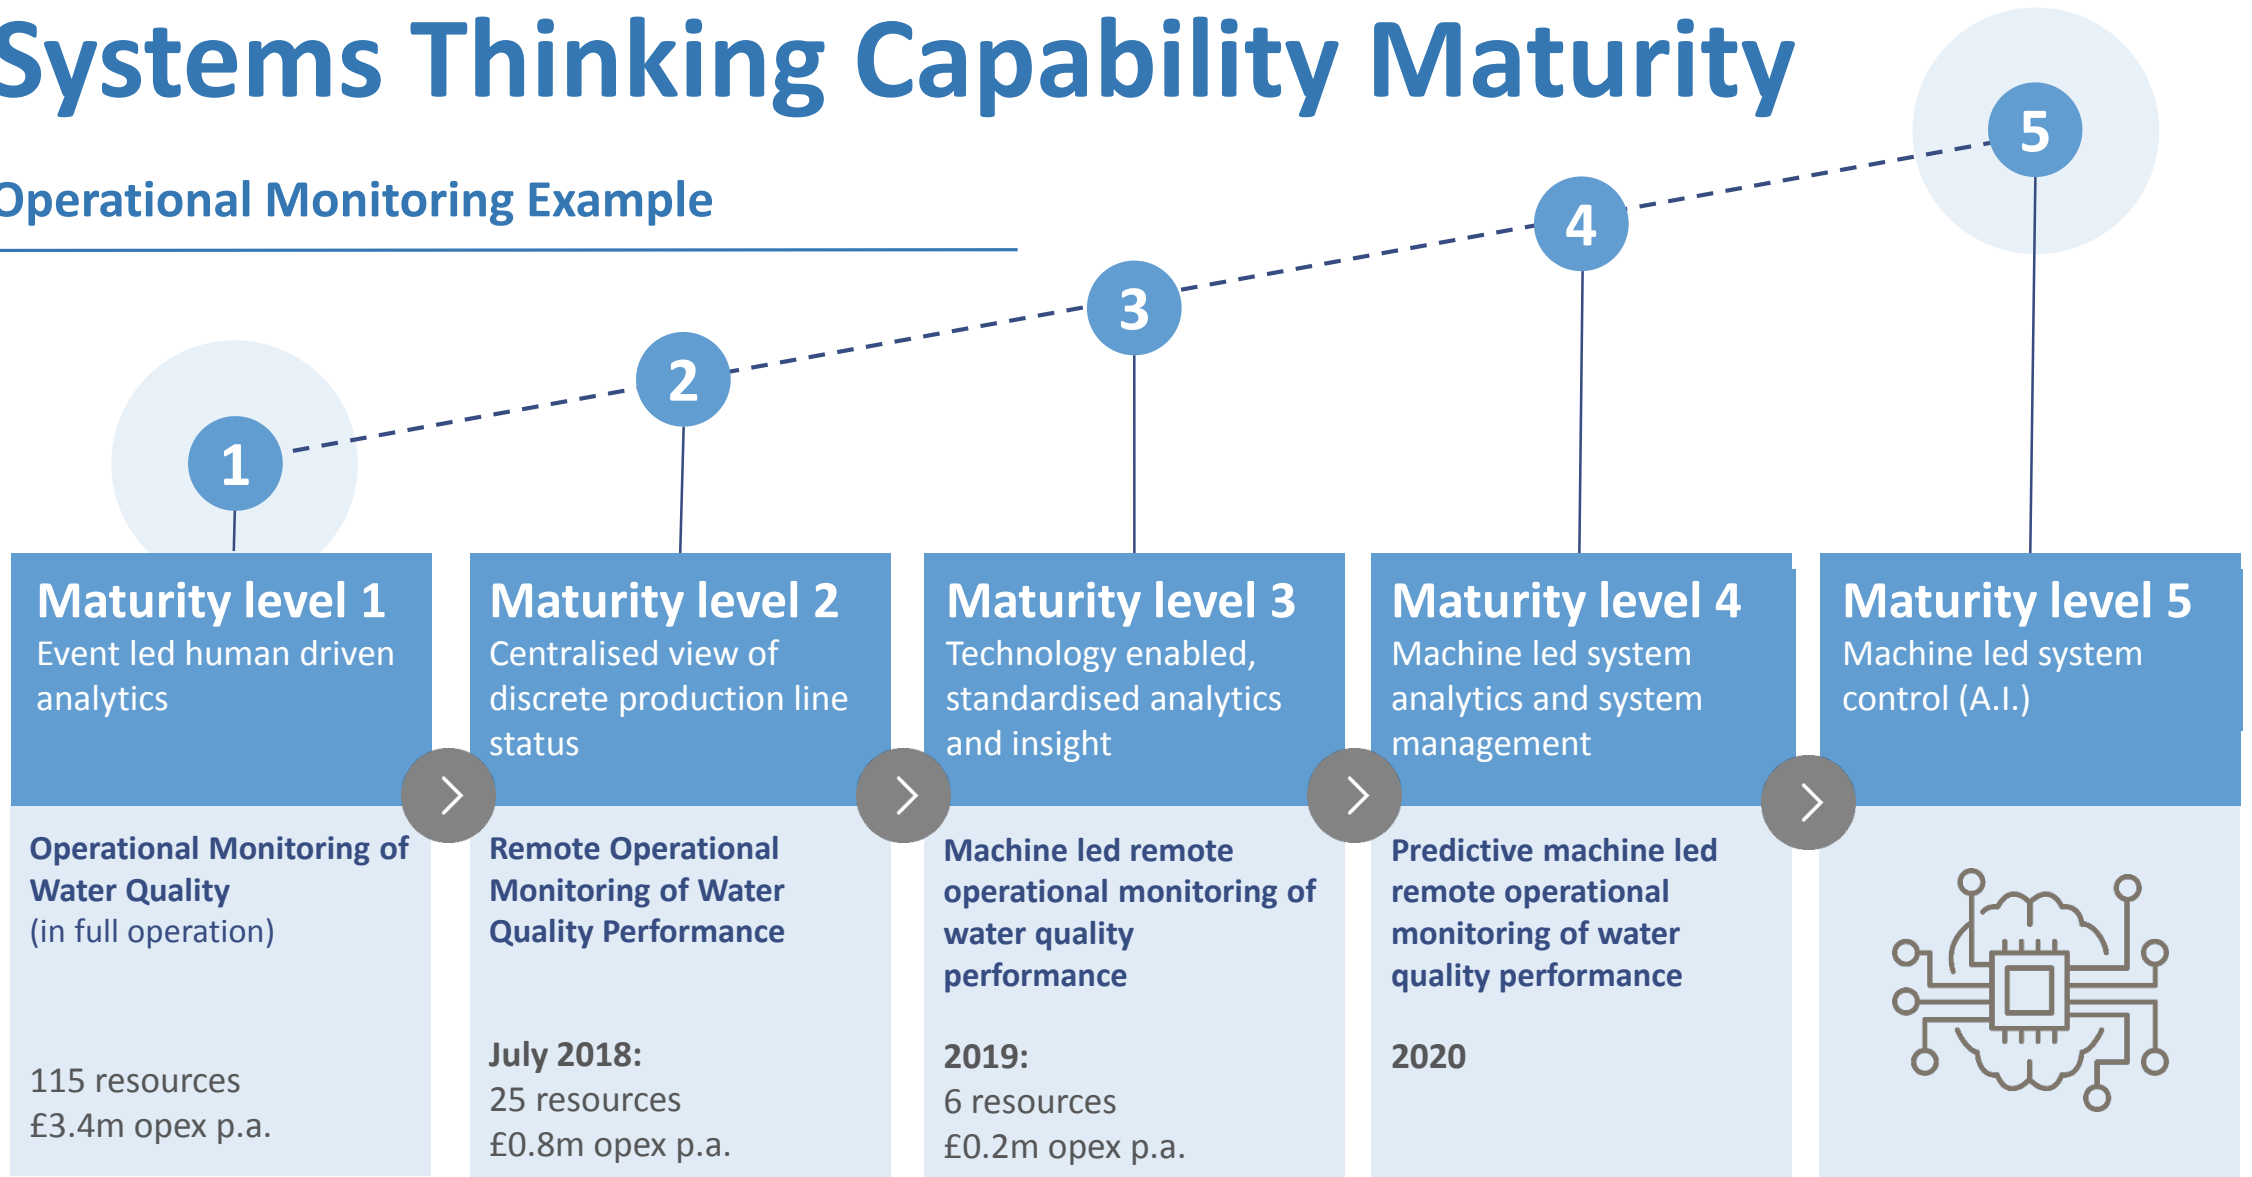 Systems Thinking Capability Maturity
Operational Monitoring Example
1
2
3
4
5
Maturity level 1
Event led human driven
analytics
Operational Monitoring of
Water Quality
(in full operation)
115 resources
£3.4m opex p.a.
Maturity level 2
Centralised view of
discrete production line
status
Remote Operational
Monitoring of Water
Quality Performance
July 2018:
25 resources
£0.8m opex p.a.
Maturity level 3
Technology enabled,
standardised analytics
and insight
Machine led remote
operational monitoring of
water quality
performance
2019:
6 resources
£0.2m opex p.a.
Maturity level 4
Machine led system
analytics and system
management
Predictive machine led
remote operational
monitoring of water
quality performance
2020
Maturity level 5
Machine led system
control (A.I.)